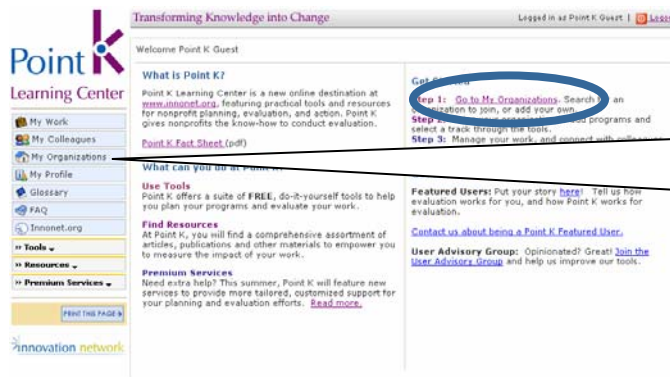 Transforming Knowledge into Change
Logged in as Point K Guest |
Point K
Learning Center
My Work
My Colleagues
My Organizations
My Profile
Glossary
FAQ
Innonet.org
» Tools
» Resources
» Premium Services
PRINT THIS PAGE
innovation network
Welcome Point K Guest
What is Point K?
Point K Learning Center is a new online destination at
www.innonet.org, featuring practical tools and resources
for nonprofit planning, evaluation, and action. Point K
gives nonprofits the know-how to conduct evaluation.
Point K Fact Sheet (pdf)
What can you do at Point K?
Use Tools
Point K offers a suite of FREE, do-it-yourself tools to help
you plan your programs and evaluate your work.
Find Resources
At Point K, you will find a comprehensive assortment of
articles, publications and other materials to empower you
to measure the impact of your work.
Premium Services
Need extra help? This summer, Point K will feature new
services to provide more tailored, customized support for
your planning and evaluation efforts. Read more.
Get
Step 1: Go to My Organizations. Search for an
organization to join, or add your own.
Step programs and
select a track through the tools.
Step 3: Manage your work, and connect with colleagues
Featured Users: Put your story here! Tell us how
evaluation works for you, and how Point K works for
evaluation.
Contact us about being a Point K Featured User.
User Advisory Group: Opinionated? Great! Join the
User Advisory Group and help us improve our tools.